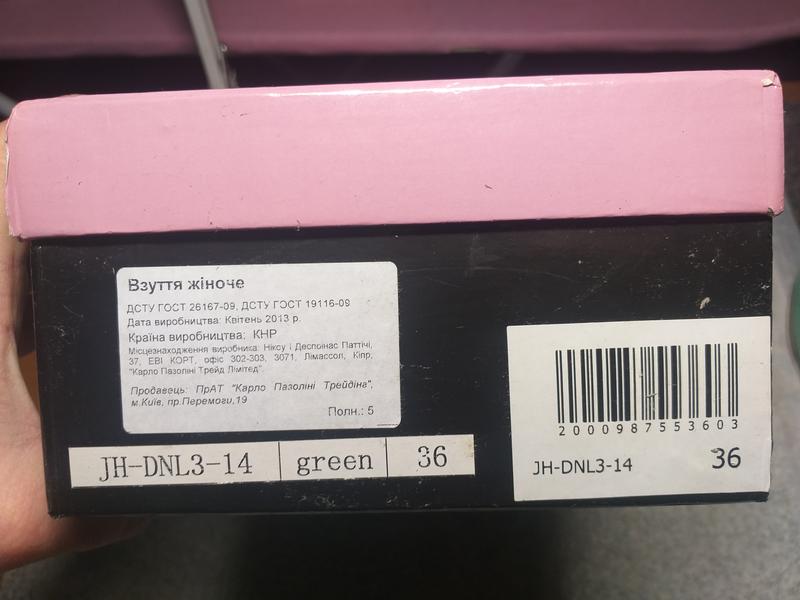 Взуття жіноче
ДСТУ ГОСТ 26167-09, ДСТУ ГОСТ 19116-09
Дата виробництва: Квітень 2013 р.
Країна виробництва: КНР
Місцезнаходження виробника: Ніксу і Деспоінас Паттічі,
37, ЕВІ КОРТ, офіс 302-303, 3071, Лімассол, Кіпр,
"Карло Пазоліні Трейд Лімітед".
Продавець: ПрАТ "Карло Пазоліні Трейдінг",
м.Київ, пр.Перемоги,19
Полн.: 5
JH-DNL3-14 green 36
2000987553603
JH-DNL3-14 36